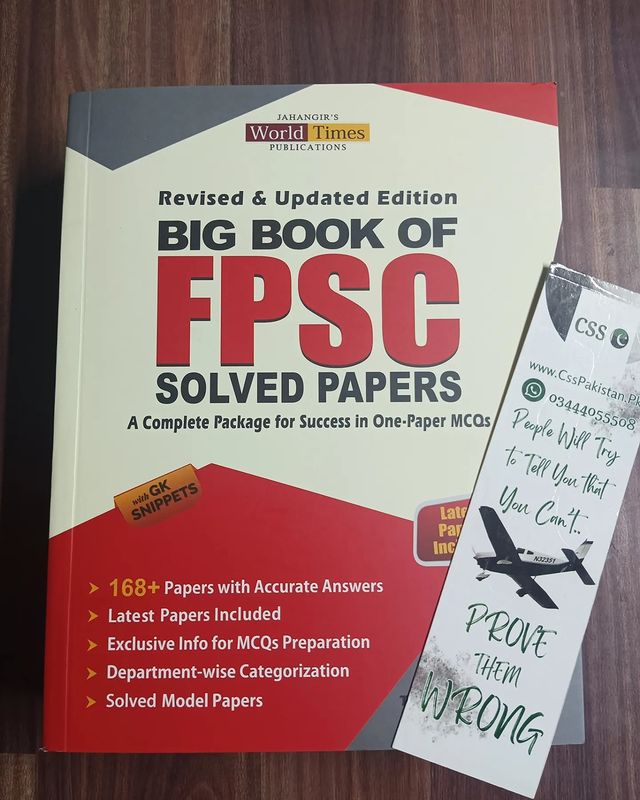 JAHANGIR'S
World Times
PUBLICATIONS
Revised & Updated Edition
BIG BOOK OF
FPSC
SOLVED PAPERS
A Complete Package for Success in One-Paper MCQs
with GK
SNIPPETS
168+ Papers with Accurate Answers
Latest Papers Included
Exclusive Info for MCQs Preparation
Department-wise Categorization
Solved Model Papers
CSS
www.CssPakistan.Pk
03444055508
People Will Try
to Tell You that
You Can't..
N32351
PROVE
THEM
WRONG